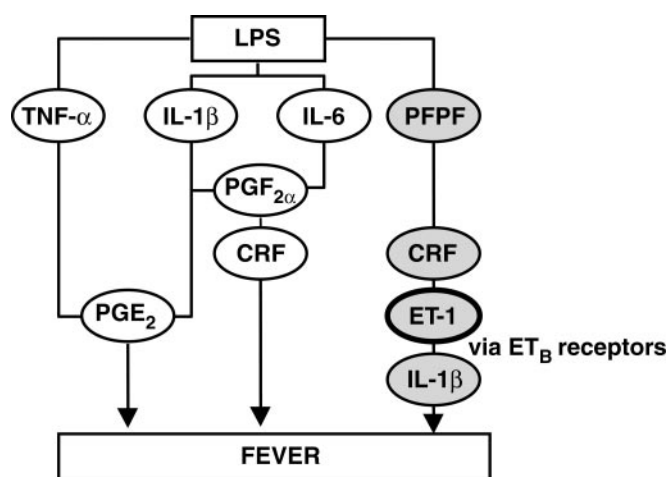 LPS
TNF-α
IL-1β
IL-6
PFPF
PGF2α
CRF
CRF
PGE2
ET-1
via ETB receptors
IL-1β
FEVER